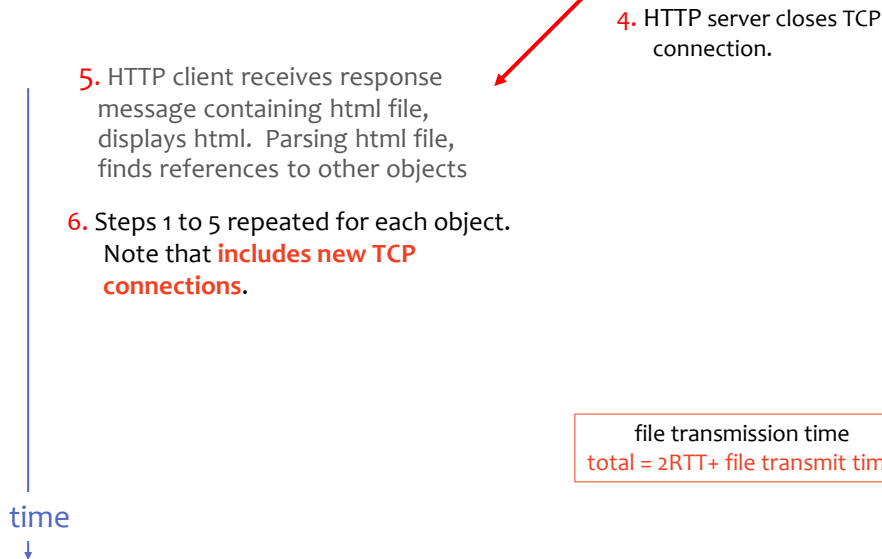 4. HTTP server closes TCP
connection.
5. HTTP client receives response
message containing html file,
displays html. Parsing html file,
finds references to other objects
6. Steps 1 to 5 repeated for each object.
Note that includes new TCP
connections.
file transmission time
total = 2RTT+ file transmit tim
time